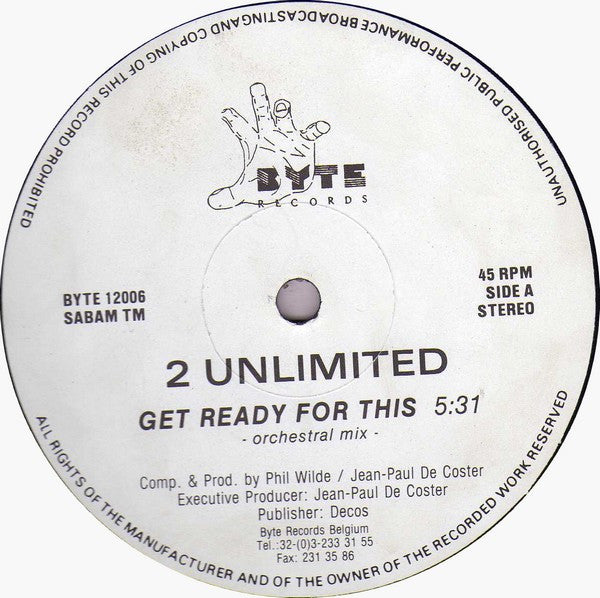 UNAUTHORISED PUBLIC PERFORMANCE BROADCASTING AND COPYING OF THIS RECORD PROHIBITED
BYTE
RECORDS
BYTE 12006
SABAM TM
45 RPM
SIDE A
STEREO
2 UNLIMITED
GET READY FOR THIS 5:31
- orchestral mix -
Comp. & Prod. by Phil Wilde / Jean-Paul De Coster
Executive Producer: Jean-Paul De Coster
Publisher: Decos
Byte Records Belgium
Tel.:32-(0)3-233 31 55
Fax: 231 35 86
ALL RIGHTS OF THE MANUFACTURER AND OF THE OWNER OF THE RECORDED WORK RESERVED